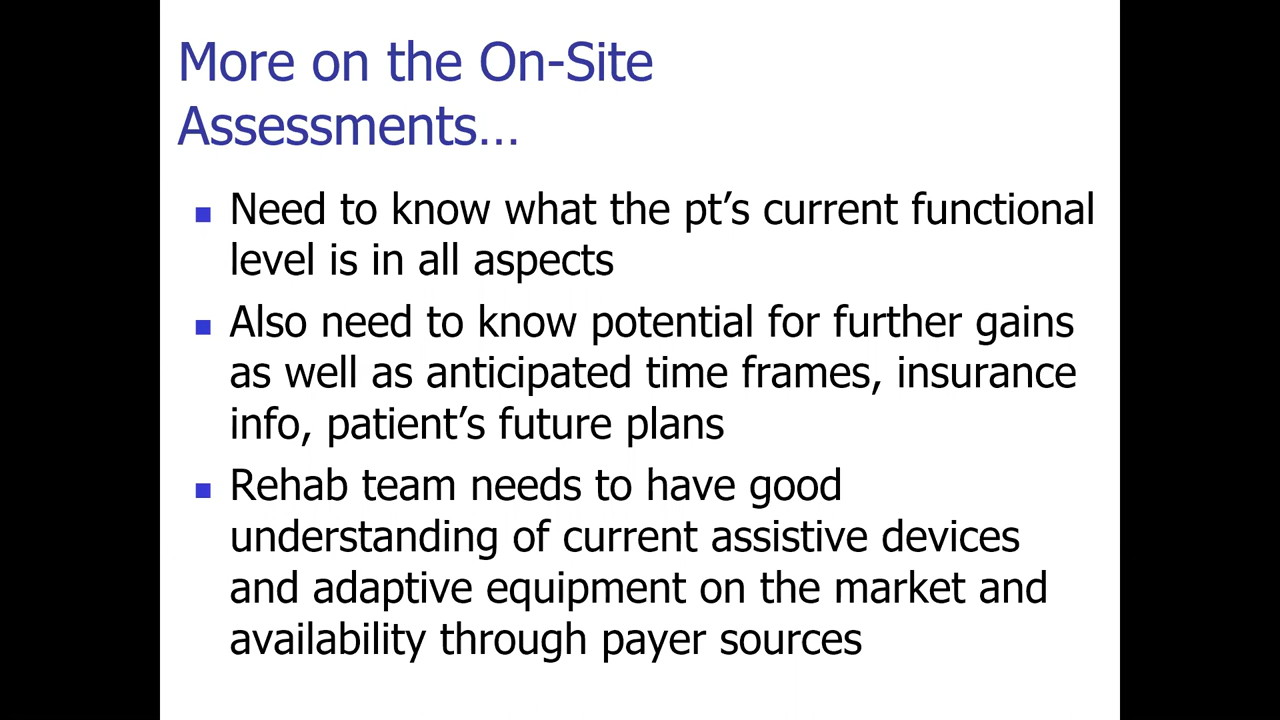 More on the On-Site
Assessments…
Need to know what the pt’s current functional
level is in all aspects
Also need to know potential for further gains
as well as anticipated time frames, insurance
info, patient’s future plans
Rehab team needs to have good
understanding of current assistive devices
and adaptive equipment on the market and
availability through payer sources